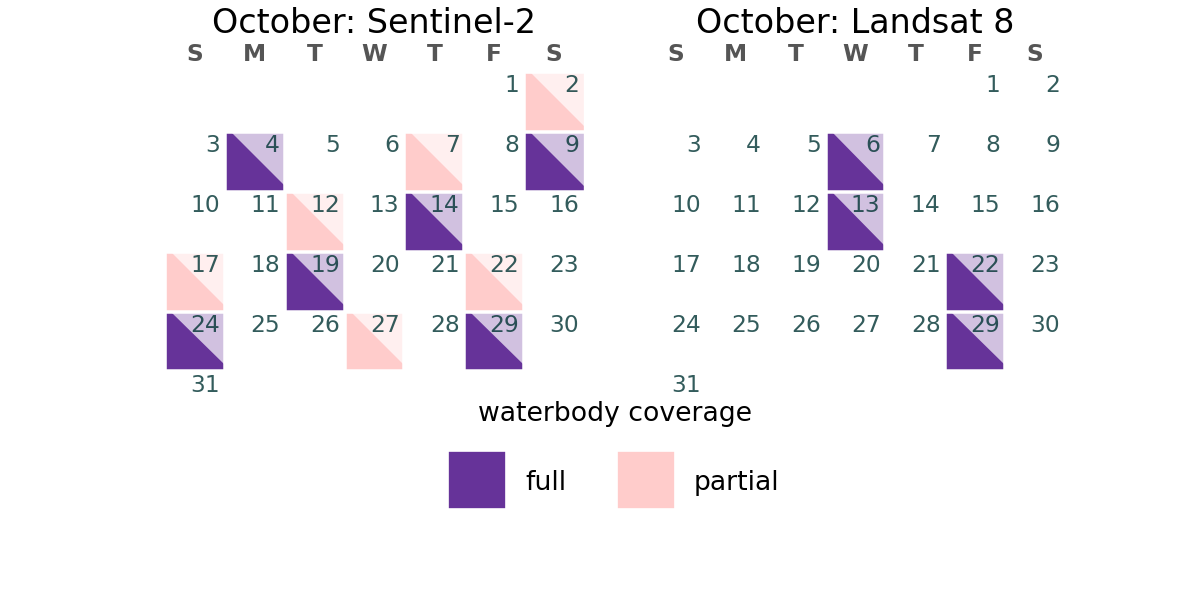 October: Sentinel-2
S M T W T F S
1 2
3 4 5 6 7 8 9
10 11 12 13 14 15 16
17 18 19 20 21 22 23
24 25 26 27 28 29 30
31
October: Landsat 8
S M T W T F S
1 2
3 4 5 6 7 8 9
10 11 12 13 14 15 16
17 18 19 20 21 22 23
24 25 26 27 28 29 30
31
waterbody coverage
full
partial